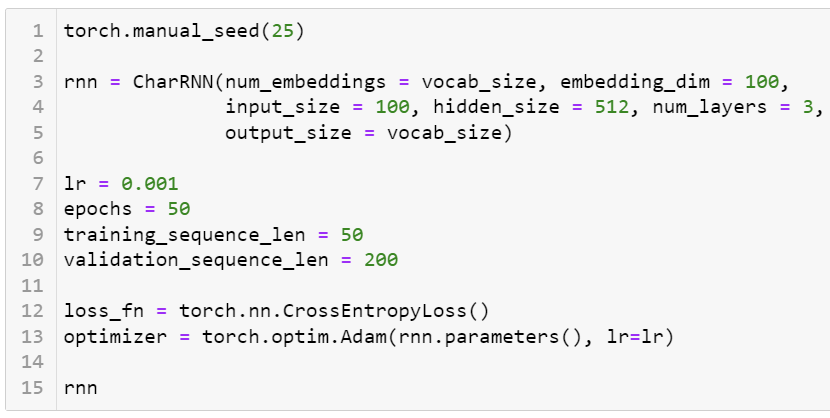 1 torch.manual_seed(25)
2
3 rnn = CharRNN(num_embeddings = vocab_size, embedding_dim = 100,
4               input_size = 100, hidden_size = 512, num_layers = 3,
5               output_size = vocab_size)
6
7 lr = 0.001
8 epochs = 50
9 training_sequence_len = 50
10 validation_sequence_len = 200
11
12 loss_fn = torch.nn.CrossEntropyLoss()
13 optimizer = torch.optim.Adam(rnn.parameters(), lr=lr)
14
15 rnn